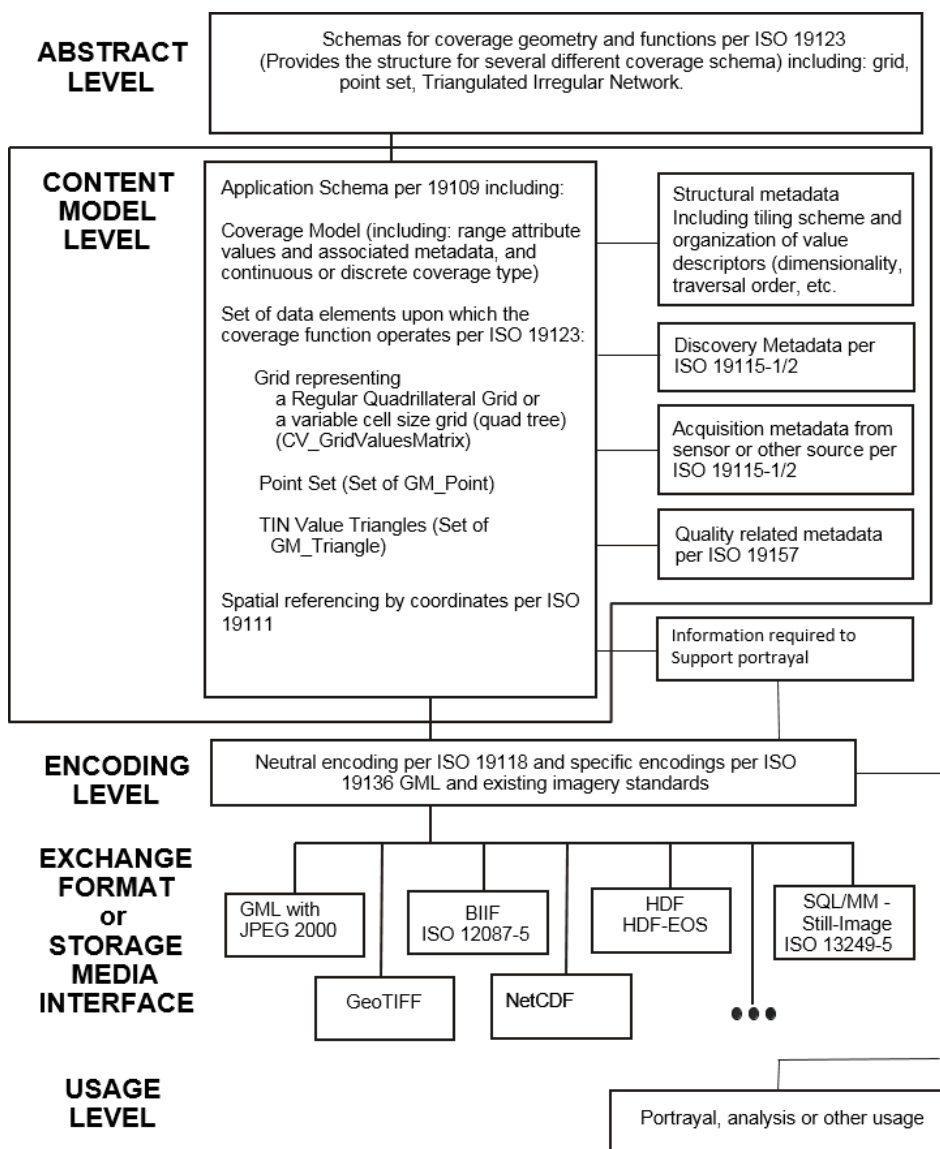 ABSTRACT
LEVEL
Schemas for coverage geometry and functions per ISO 19123
(Provides the structure for several different coverage schema) including: grid,
point set, Triangulated Irregular Network.
CONTENT
MODEL
LEVEL
Application Schema per 19109 including:
Coverage Model (including: range attribute
values and associated metadata, and
continuous or discrete coverage type)
Set of data elements upon which the
coverage function operates per ISO 19123:
Grid representing
a Regular Quadrillateral Grid or
a variable cell size grid (quad tree)
(CV_GridValuesMatrix)
Point Set (Set of GM_Point)
TIN Value Triangles (Set of
GM_Triangle)
Spatial referencing by coordinates per ISO
19111
Structural metadata
Including tiling scheme and
organization of value
descriptors (dimensionality,
traversal order, etc.
Discovery Metadata per
ISO 19115-1/2
Acquisition metadata from
sensor or other source per
ISO 19115-1/2
Quality related metadata
per ISO 19157
Information required to
Support portrayal
ENCODING
LEVEL
Neutral encoding per ISO 19118 and specific encodings per ISO
19136 GML and existing imagery standards
EXCHANGE
FORMAT
or
STORAGE
MEDIA
INTERFACE
GML with
JPEG 2000
BIIF
ISO 12087-5
HDF
HDF-EOS
SQL/MM -
Still-Image
ISO 13249-5
GeoTIFF
NetCDF
USAGE
LEVEL
Portrayal, analysis or other usage